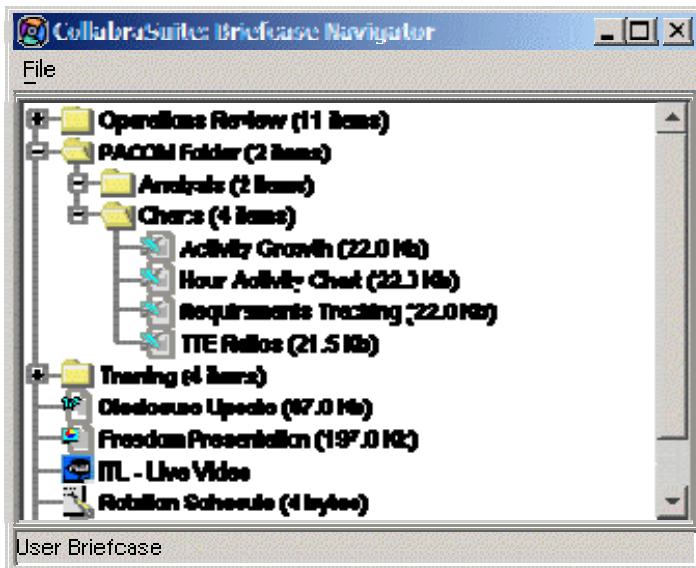 CollabraSuite: Briefcase Navigator
File
Operations Review (11 items)
PACOM Folder (2 items)
Analysis (2 items)
Charts (4 items)
Activity Growth (22.0 Kb)
Hour Activity Chart (22. Kb)
Requirements Tracking (22.0 Kb)
TTE Ratios (21.5 Kb)
Training (4 items)
Disclosure Update (67.0 Kb)
Freedom Presentation (197.0 Kb)
ITL - Live Video
Rotation Schedule (4 bytes)
User Briefcase